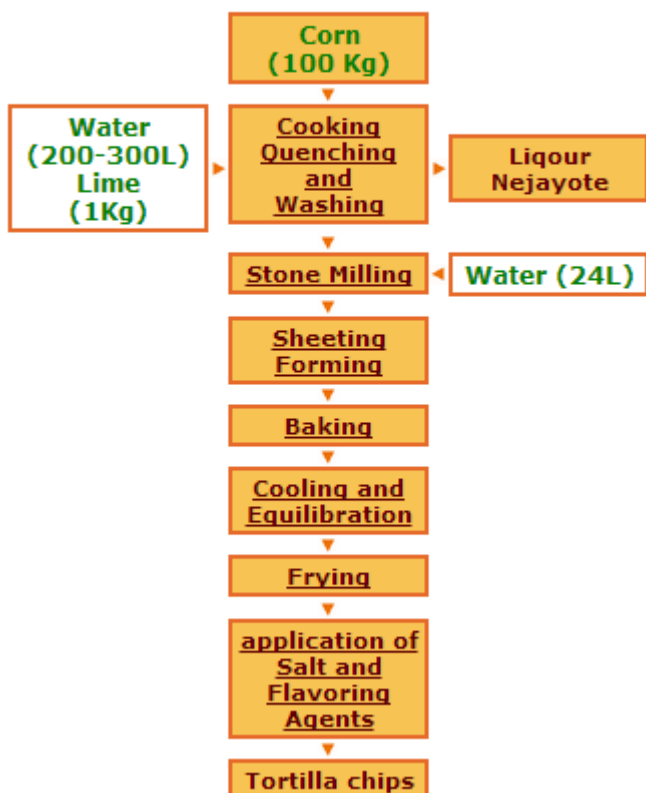 Corn
(100 Kg)
Water
(200-300L)
Lime
(1Kg)
Cooking
Quenching
and
Washing
Liqour
Nejayote
Stone Milling
Water (24L)
Sheeting
Forming
Baking
Cooling and
Equilibration
Frying
application of
Salt and
Flavoring
Agents
Tortilla chips